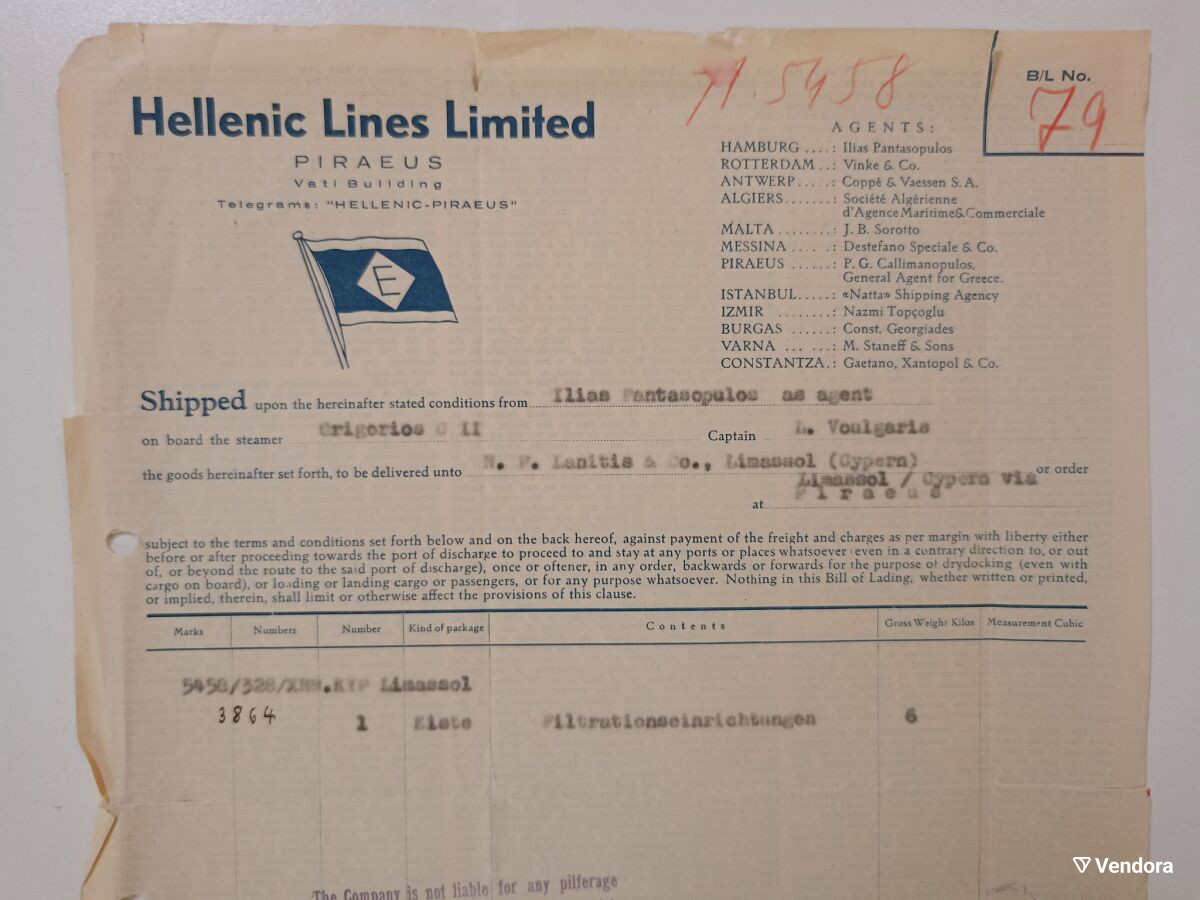 71.5458
B/L No.
79
Hellenic Lines Limited
PIRAEUS
Vati Building
Telegrams: "HELLENIC-PIRAEUS"
E
AGENTS:
HAMBURG ....: Ilias Pantasopulos
ROTTERDAM ..: Vinke & Co.
ANTWERP.....: Coppé & Vaessen S.A.
ALGIERS.......: Société Algérienne
d'Agence Maritime&Commerciale
MALTA ........: J. B. Sorotto
MESSINA .... .: Destefano Speciale & Co.
PIRAEUS ......: P. G. Callimanopulos,
General Agent for Greece.
ISTANBUL.....: «Natta» Shipping Agency
IZMIR ........: Nazmi Topçoglu
BURGAS ......: Const. Georgiades
VARNA ... ...: M. Staneff & Sons
CONSTANTZA.: Gaetano, Xantopol & Co.
Shipped upon the hereinafter stated conditions from Ilias Pantasopulos as agent
on board the steamer Grigorios C II Captain L. Voulgaris
the goods hereinafter set forth, to be delivered unto N. P. Lanitis & Co., Limassol (Cypern) or order
Limassol / Cypern via
at Piraeus
subject to the terms and conditions set forth below and on the back hereof, against payment of the freight and charges as per margin with liberty either
before or after proceeding towards the port of discharge to proceed to and stay at any ports or places whatsoever (even in a contrary direction to, or out
of, or beyond the route to the said port of discharge), once or oftener, in any order, backwards or forwards for the purpose of drydocking (even with
cargo on board), or loading or landing cargo or passengers, or for any purpose whatsoever. Nothing in this Bill of Lading, whether written or printed,
or implied, therein, shall limit or otherwise affect the provisions of this clause.
Marks Numbers Number Kind of package Contents Gross Weight Kilos Measurement Cubic
5458/328/XHM.KYP Limassol
3864 1 Kiste Filtrationseinrichtungen 6
The Company is not liable for any pilferage
Vendora